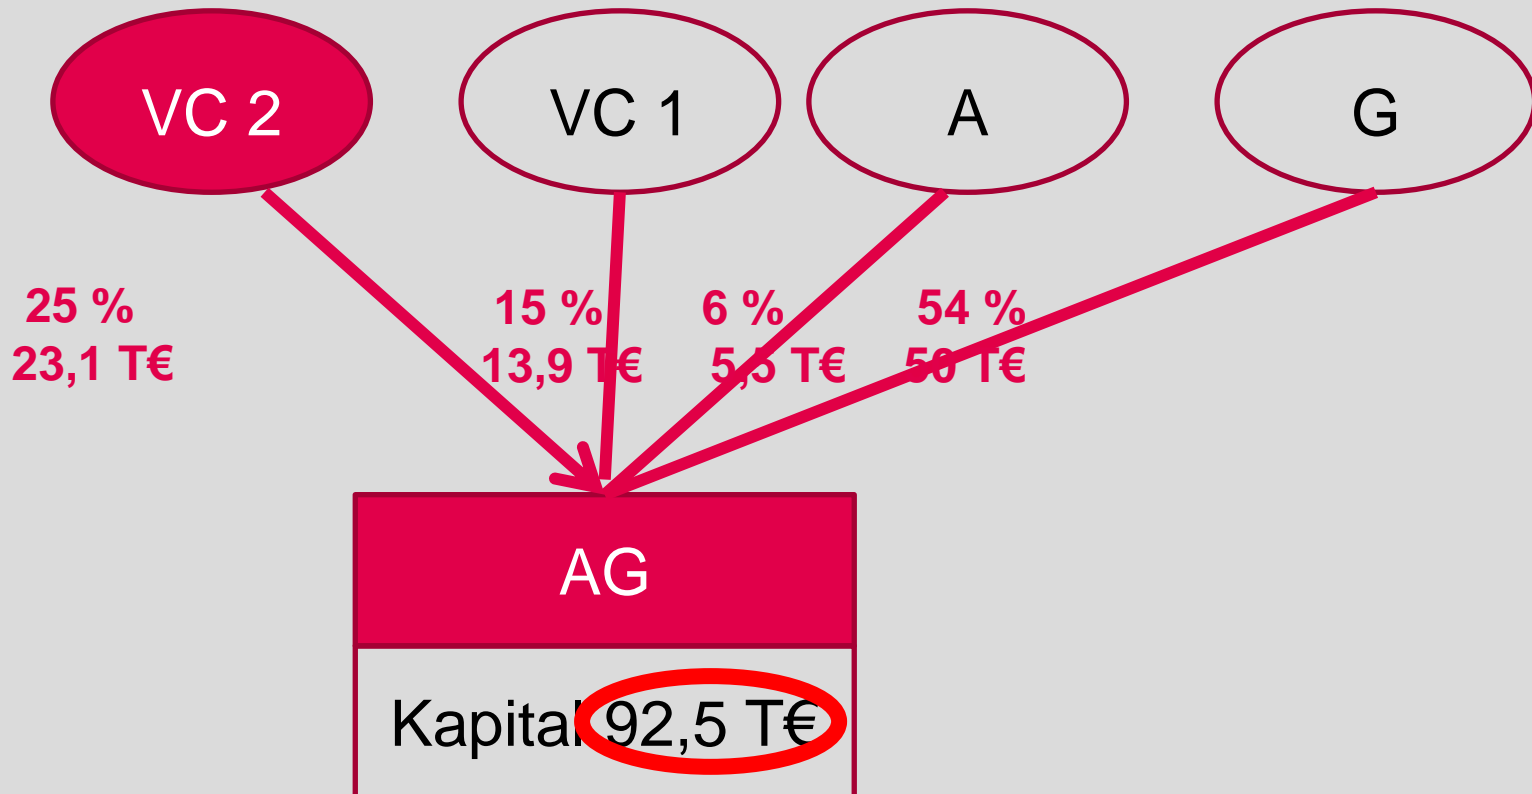 VC 2 VC 1 A G
25 % 15 % 6 % 54 %
23,1 T€ 13,9 T€ 5,5 T€ 50 T€
AG
Kapital 92,5 T€